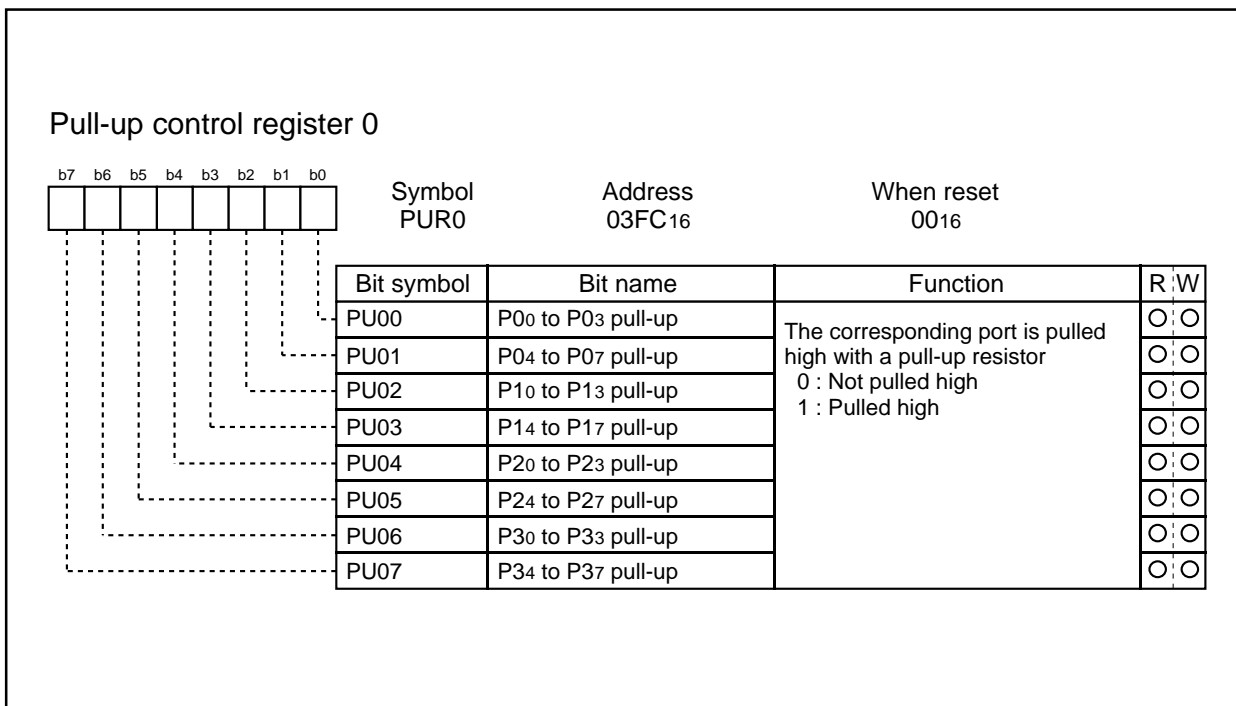 Pull-up control register 0
b7 b6 b5 b4 b3 b2 b1 b0
Symbol Address When reset
PUR0 03FC16 0016
Bit symbol Bit name Function R W
PU00 P00 to P03 pull-up The corresponding port is pulled
PU01 P04 to P07 pull-up high with a pull-up resistor
PU02 P10 to P13 pull-up 0 : Not pulled high
PU03 P14 to P17 pull-up 1 : Pulled high
PU04 P20 to P23 pull-up
PU05 P24 to P27 pull-up
PU06 P30 to P33 pull-up
PU07 P34 to P37 pull-up